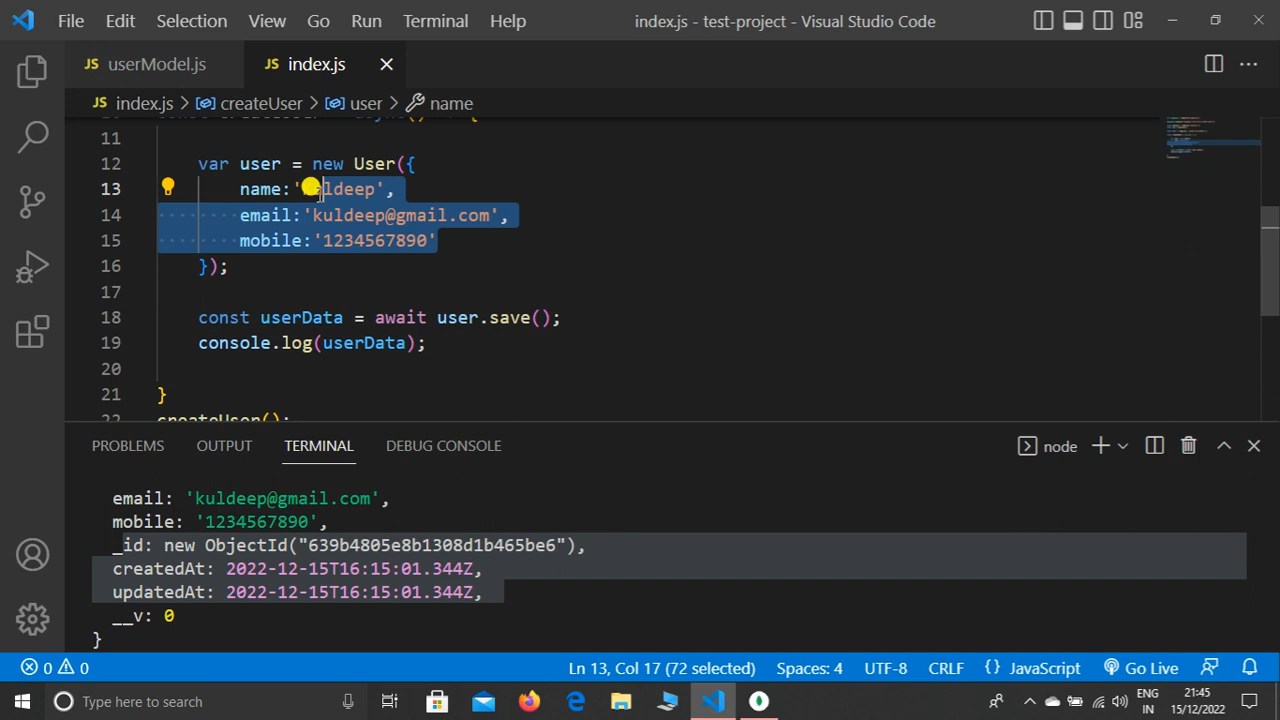 File Edit Selection View Go Run Terminal Help index.js - test-project - Visual Studio Code
JS userModel.js JS index.js
JS index.js > createUser > user > name
11
12 var user = new User({
13 name:'kuldeep',
14 email:'kuldeep@gmail.com',
15 mobile:'1234567890'
16 });
17
18 const userData = await user.save();
19 console.log(userData);
20
21 }
22 createUser();
PROBLEMS OUTPUT TERMINAL DEBUG CONSOLE node
email: 'kuldeep@gmail.com',
mobile: '1234567890',
_id: new ObjectId("639b4805e8b1308d1b465be6"),
createdAt: 2022-12-15T16:15:01.344Z,
updatedAt: 2022-12-15T16:15:01.344Z,
__v: 0
}
0 0 Ln 13, Col 17 (72 selected) Spaces: 4 UTF-8 CRLF {} JavaScript Go Live
Type here to search ENG IN 21:45 15/12/2022